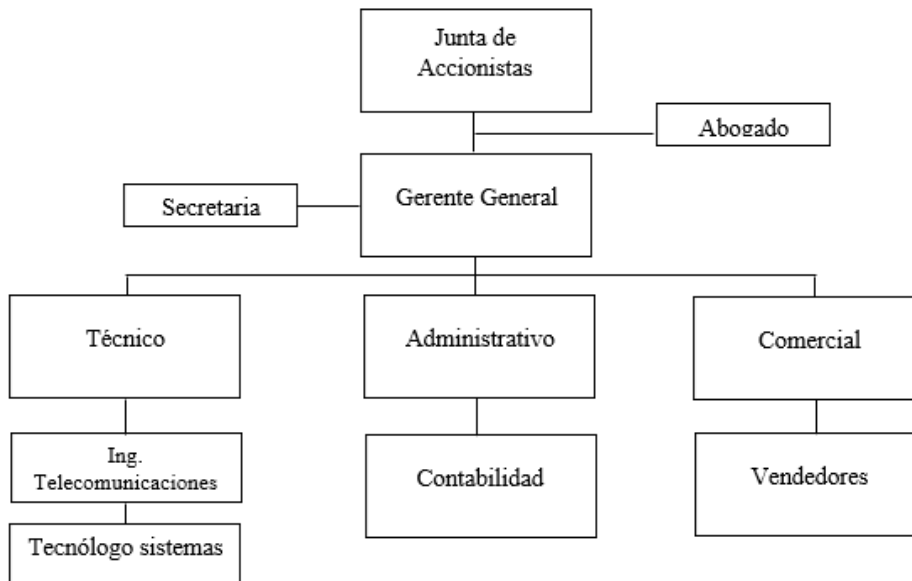 Junta de
Accionistas
Abogado
Gerente General
Secretaria
Técnico
Administrativo
Comercial
Ing.
Telecomunicaciones
Contabilidad
Vendedores
Tecnólogo sistemas